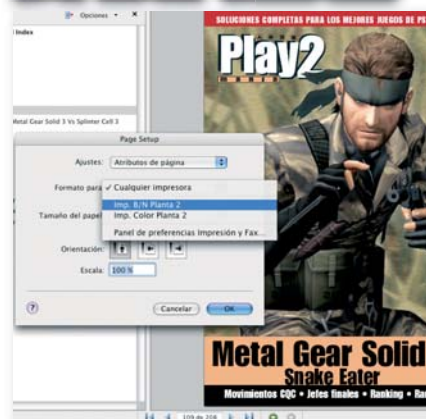 Opciones
SOLUCIONES COMPLETAS PARA LOS MEJORES JUEGOS DE PS
Index
Play2
Metal Gear Solid 3 Vs Splinter Cell 3
Page Setup
Ajustes: Atributos de página
Formato para ✓ Cualquier impresora
Imp. B/N Planta 2
Imp. Color Planta 2
Tamaño del papel
Panel de preferencias Impresión y Fax...
Orientación:
Escala: 100 %
? Cancelar OK
Metal Gear Solid
Snake Eater
Movimientos CQC • Jefes finales • Ranking • Ra
109 de 208